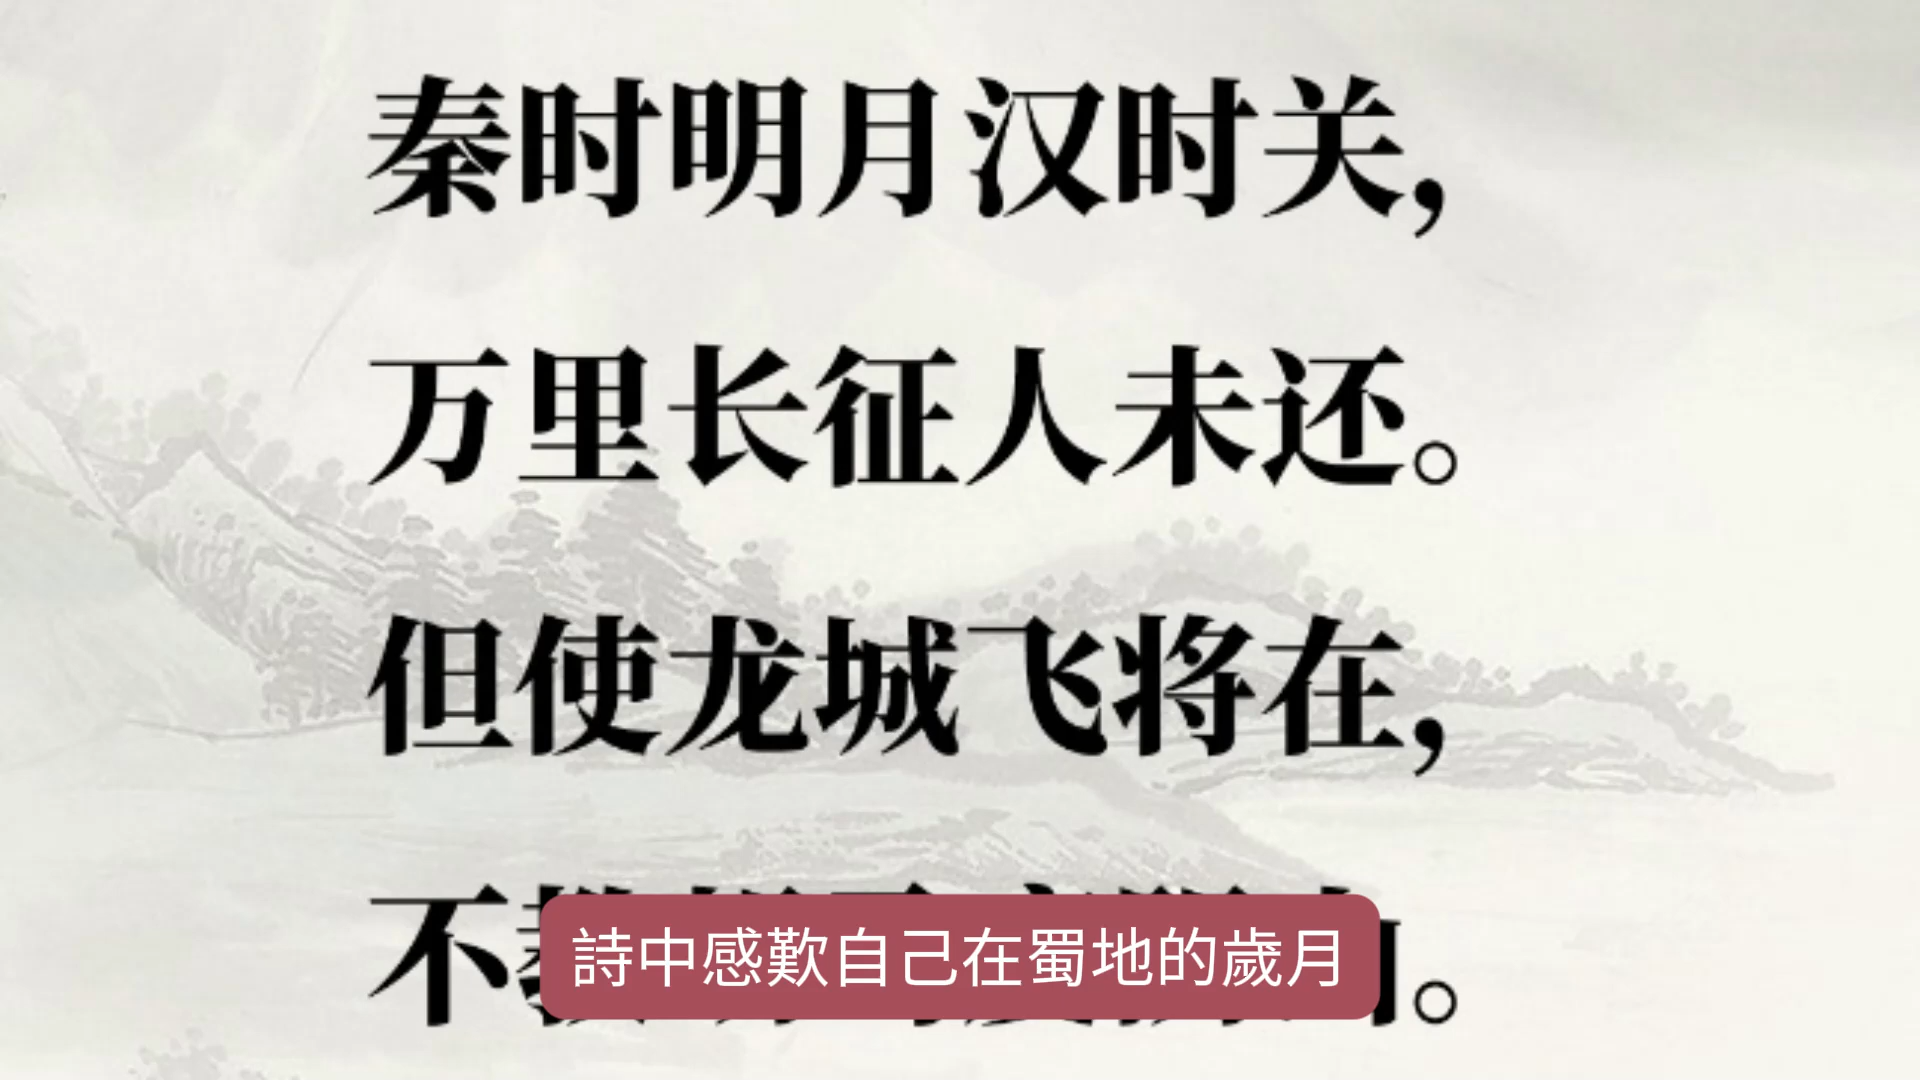 秦时明月汉时关，
万里长征人未还。
但使龙城飞将在，
不
。
詩中感歎自己在蜀地的歲月